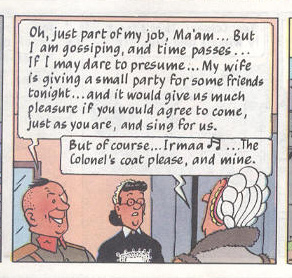 Oh, just part of my job, Ma'am... But
I am gossiping, and time passes...
If I may dare to presume... My wife
is giving a small party for some friends
tonight... and it would give us much
pleasure if you would agree to come,
just as you are, and sing for us.
But of course... Irmaa ♫ ... The
Colonel's coat please, and mine.